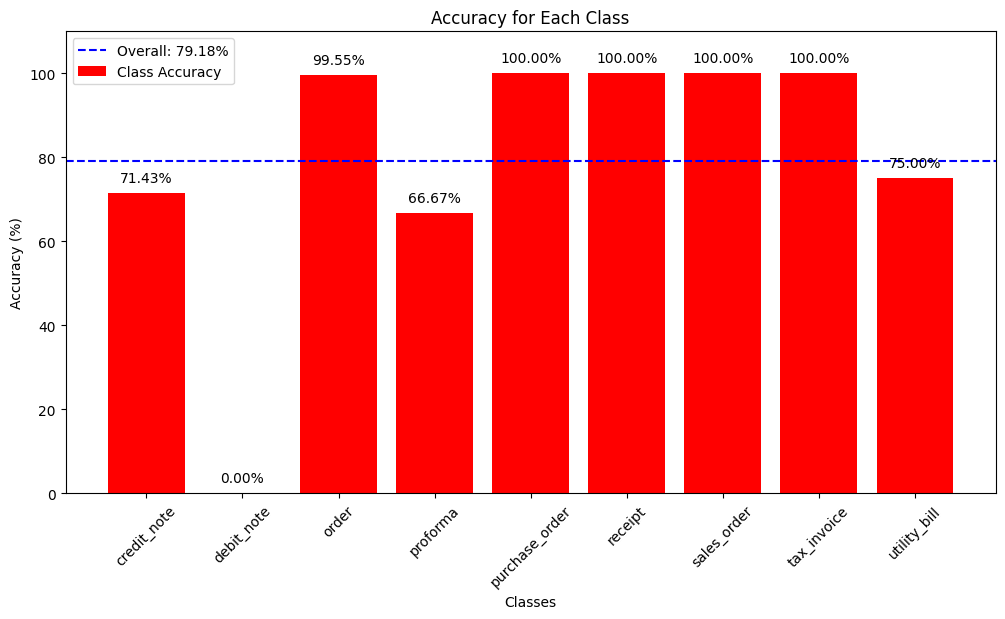 Accuracy for Each Class
Overall: 79.18%
Class Accuracy
Accuracy (%)
100
80
60
40
20
0
71.43%
0.00%
99.55%
66.67%
100.00%
100.00%
100.00%
100.00%
75.00%
credit_note
debit_note
order
proforma
purchase_order
receipt
sales_order
tax_invoice
utility_bill
Classes